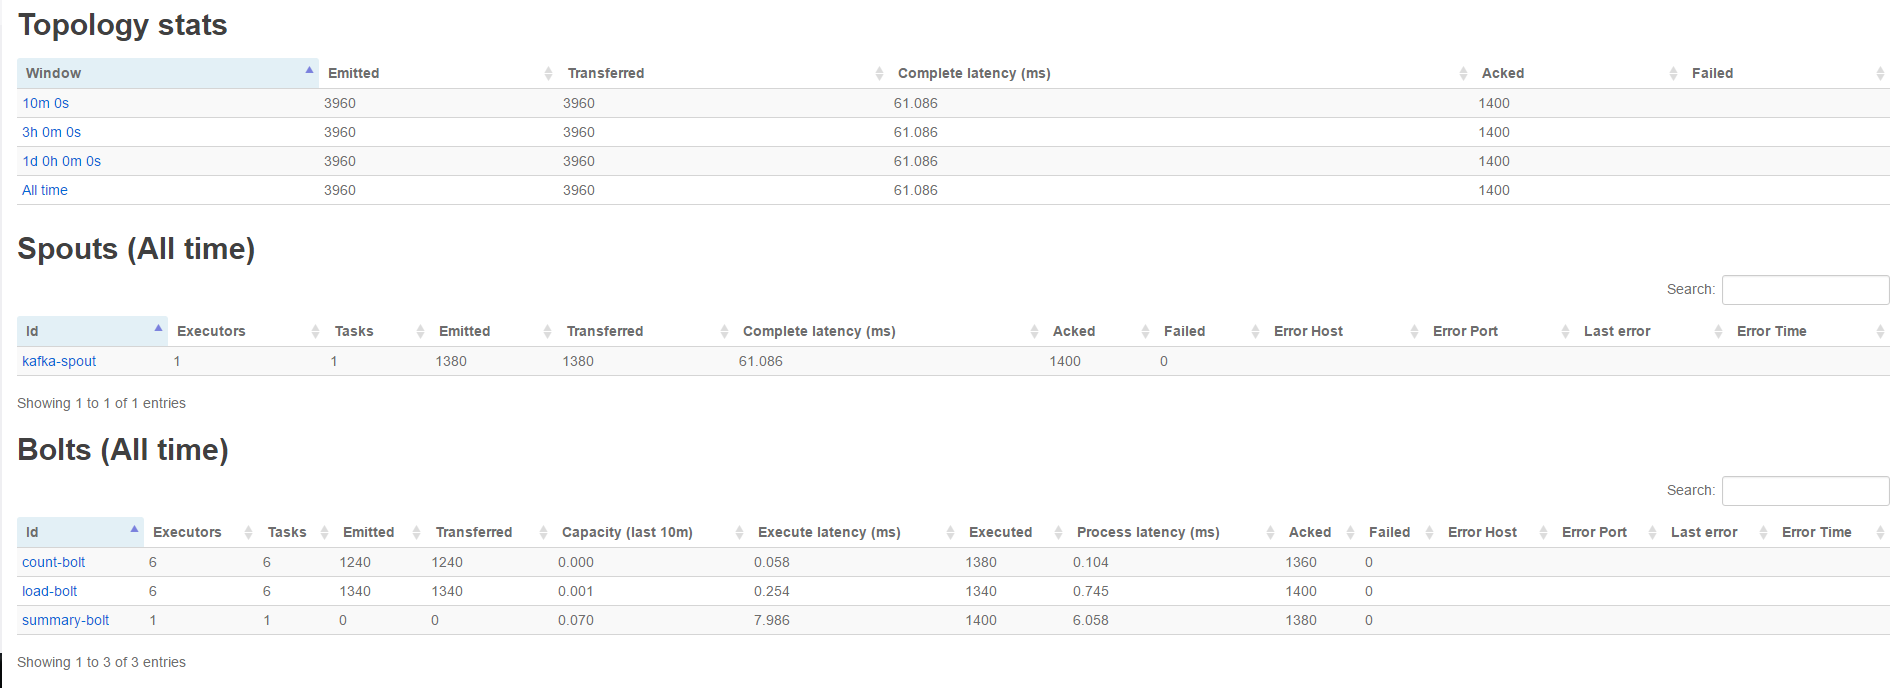 Topology stats
Window Emitted Transferred Complete latency (ms) Acked Failed
10m 0s 3960 3960 61.086 1400
3h 0m 0s 3960 3960 61.086 1400
1d 0h 0m 0s 3960 3960 61.086 1400
All time 3960 3960 61.086 1400
Spouts (All time)
Search:
Id Executors Tasks Emitted Transferred Complete latency (ms) Acked Failed Error Host Error Port Last error Error Time
kafka-spout 1 1 1380 1380 61.086 1400 0
Showing 1 to 1 of 1 entries
Bolts (All time)
Search:
Id Executors Tasks Emitted Transferred Capacity (last 10m) Execute latency (ms) Executed Process latency (ms) Acked Failed Error Host Error Port Last error Error Time
count-bolt 6 6 1240 1240 0.000 0.058 1380 0.104 1360 0
load-bolt 6 6 1340 1340 0.001 0.254 1340 0.745 1400 0
summary-bolt 1 1 0 0 0.070 7.986 1400 6.058 1380 0
Showing 1 to 3 of 3 entries